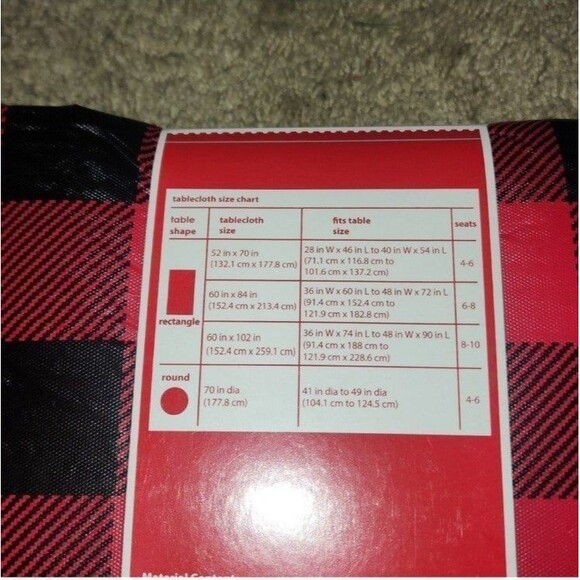 tablecloth size chart
table shape
tablecloth size
fits table size
seats
rectangle
52 in x 70 in
(132.1 cm x 177.8 cm)
28 in W x 46 in L to 40 in W x 54 in L
(71.1 cm x 116.8 cm to
101.6 cm x 137.2 cm)
4-6
60 in x 84 in
(152.4 cm x 213.4 cm)
36 in W x 60 in L to 48 in W x 72 in L
(91.4 cm x 152.4 cm to
121.9 cm x 182.8 cm)
6-8
60 in x 102 in
(152.4 cm x 259.1 cm)
36 in W x 74 in L to 48 in W x 90 in L
(91.4 cm x 188 cm to
121.9 cm x 228.6 cm)
8-10
round
70 in dia
(177.8 cm)
41 in dia to 49 in dia
(104.1 cm to 124.5 cm)
4-6
Material Content